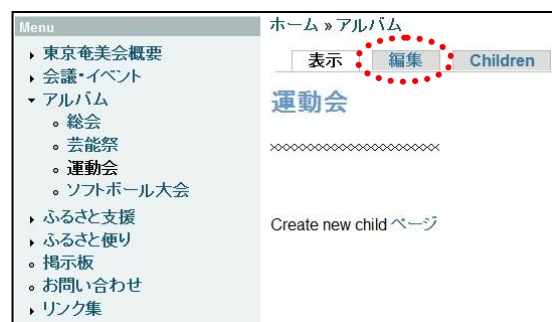 Menu
東京奄美会概要
会議・イベント
アルバム
総会
芸能祭
運動会
ソフトボール大会
ふるさと支援
ふるさと便り
掲示板
お問い合わせ
リンク集
ホーム » アルバム
表示 編集 Children
運動会
xxxxxxxxxxxxxxxxxxxxxxxxxxx
Create new child ページ